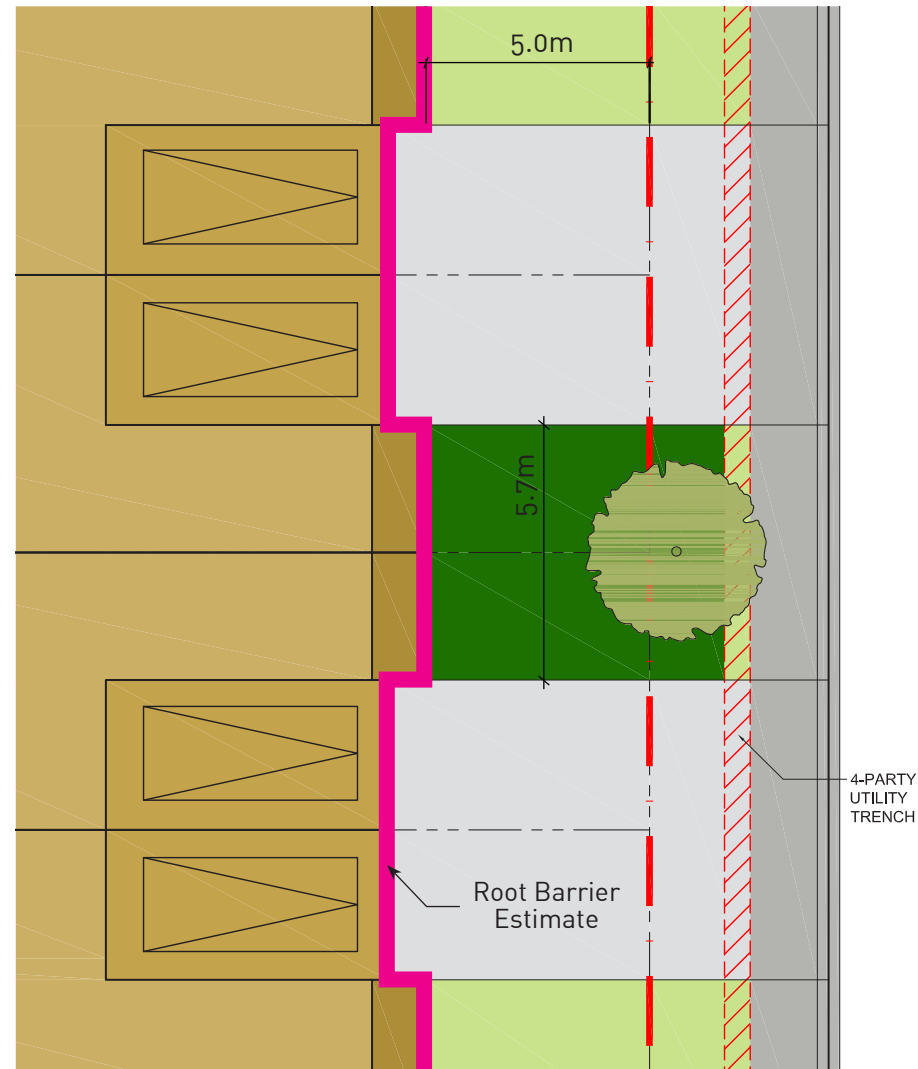 5.0m
5.7m
4-PARTY
UTILITY
TRENCH
Root Barrier
Estimate